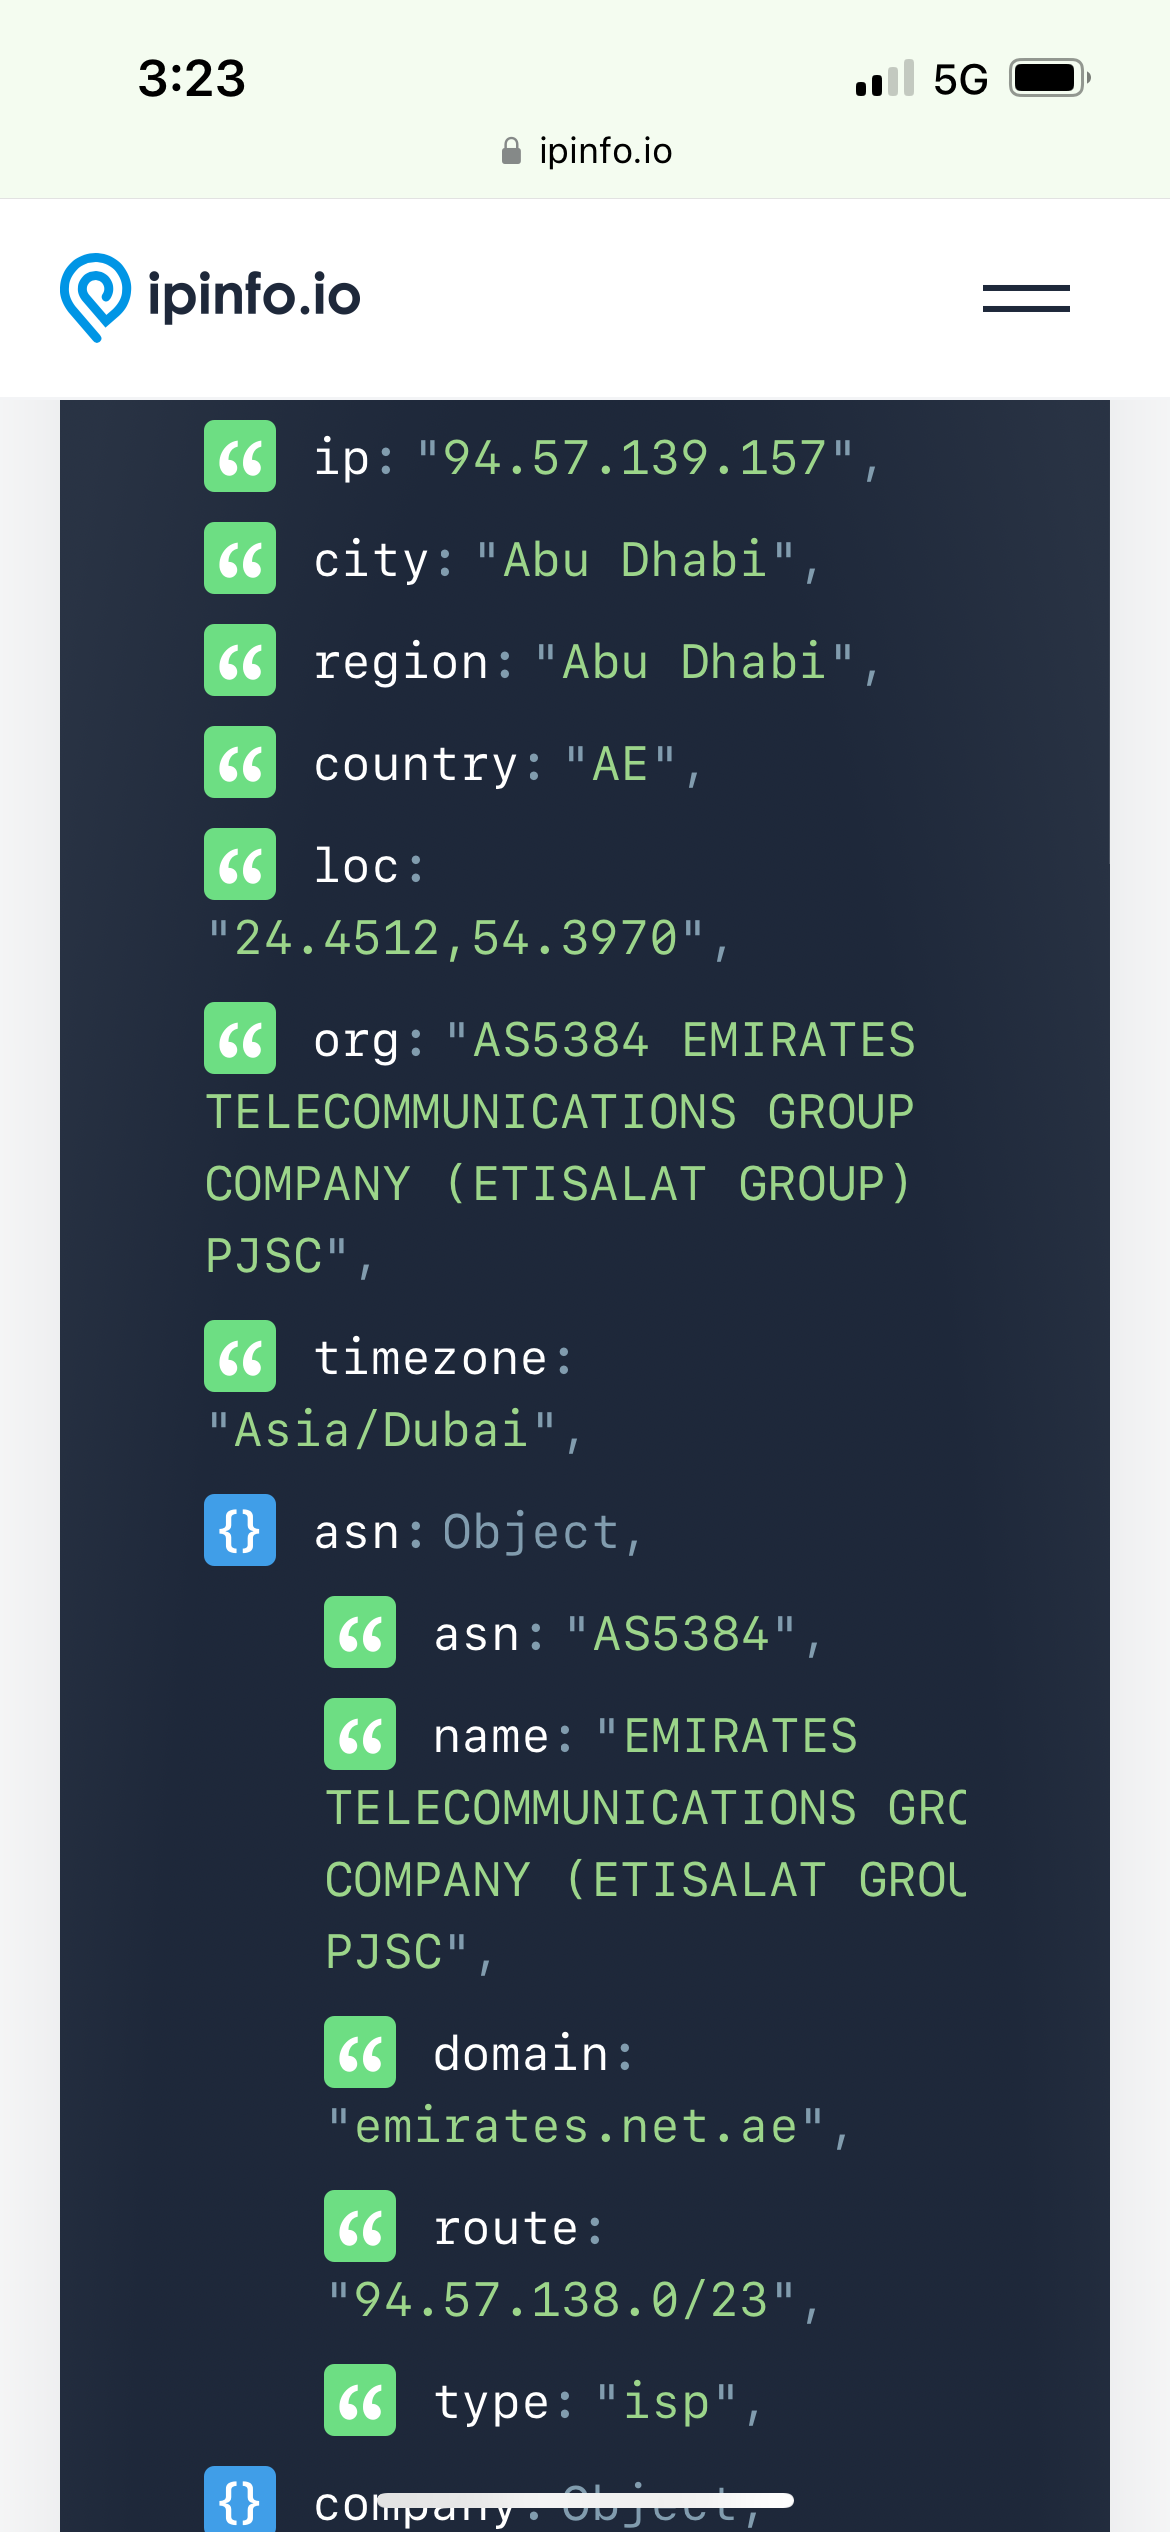 3:23
5G
ipinfo.io
ipinfo.io
ip: "94.57.139.157",
city: "Abu Dhabi",
region: "Abu Dhabi",
country: "AE",
loc:
"24.4512,54.3970",
org: "AS5384 EMIRATES
TELECOMMUNICATIONS GROUP
COMPANY (ETISALAT GROUP)
PJSC",
timezone:
"Asia/Dubai",
{} asn: Object,
asn: "AS5384",
name: "EMIRATES
TELECOMMUNICATIONS GRO
COMPANY (ETISALAT GROU
PJSC",
domain:
"emirates.net.ae",
route:
"94.57.138.0/23",
type: "isp",
{} company: Object,